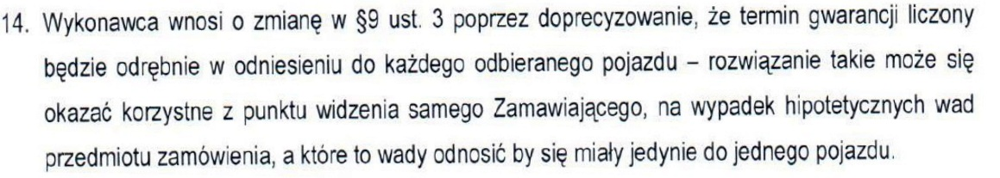 14. Wykonawca wnosi o zmianę w §9 ust. 3 poprzez doprecyzowanie, że termin gwarancji liczony
będzie odrębnie w odniesieniu do każdego odbieranego pojazdu – rozwiązanie takie może się
okazać korzystne z punktu widzenia samego Zamawiającego, na wypadek hipotetycznych wad
przedmiotu zamówienia, a które to wady odnosić by się miały jedynie do jednego pojazdu.